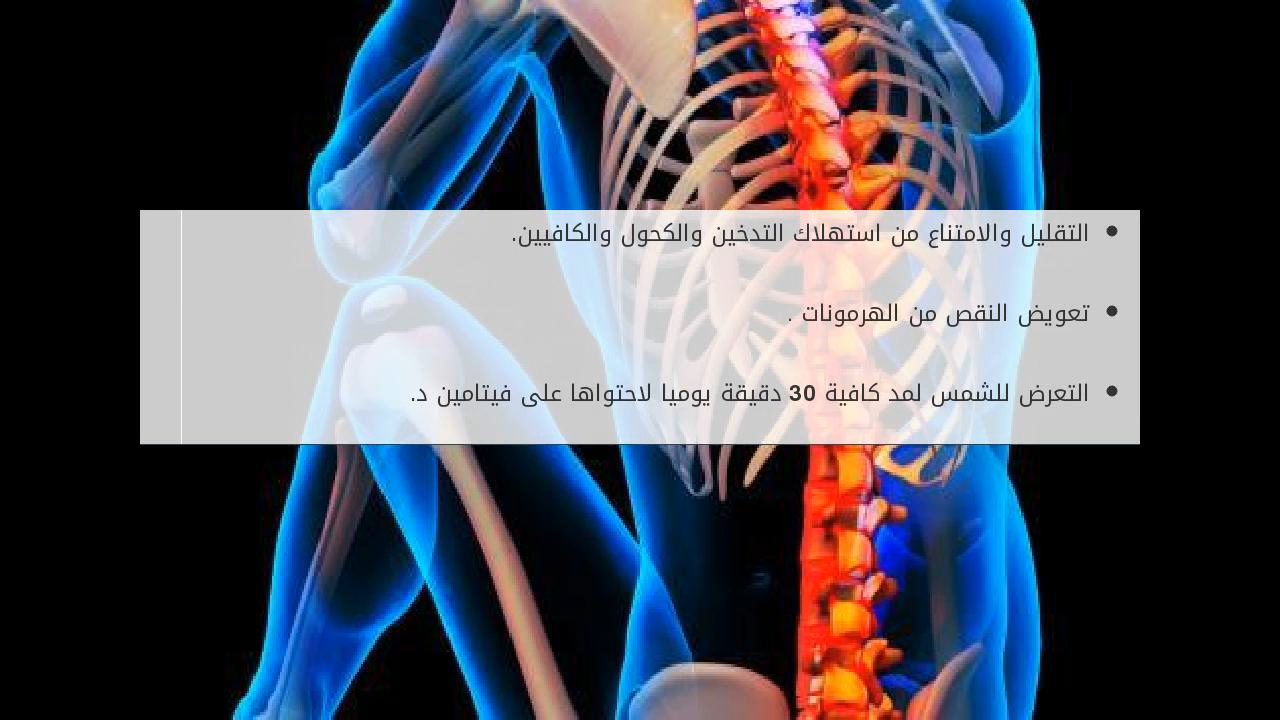 • التقليل والامتناع من استهلاك التدخين والكحول والكافيين.
• تعويض النقص من الهرمونات .
• التعرض للشمس لمد كافية 30 دقيقة يوميا لاحتواها على فيتامين د.